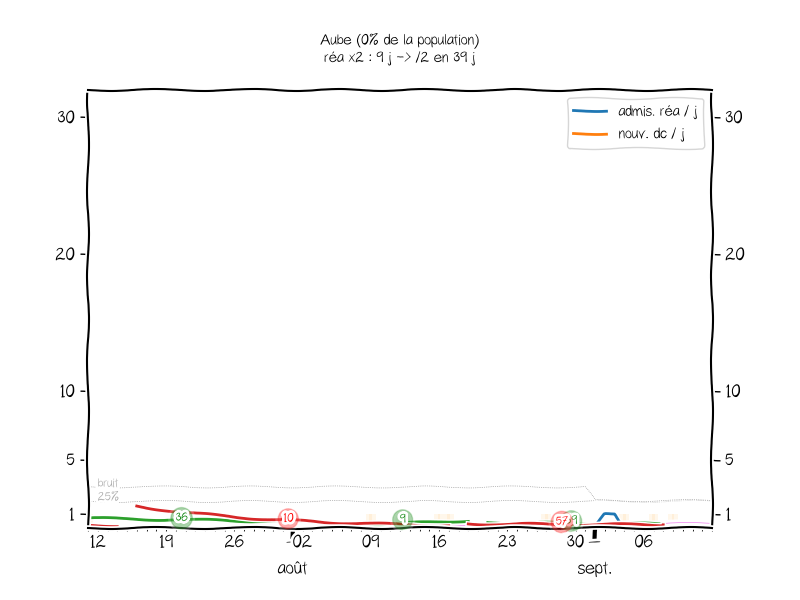 Aube (0% de la population)
réa x2 : 9 j -> /2 en 39 j
admis. réa / j
nouv. dc / j
30 30
20 20
10 10
5 5
bruit
25%
1 1
36 10 9 57
12 19 26 02 09 16 23 30 06
août sept.